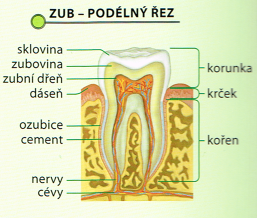 ZUB – PODÉLNÝ ŘEZ
sklovina
zubovina
zubní dřeň
dáseň
ozubice
cement
nervy
cévy
korunka
krček
kořen